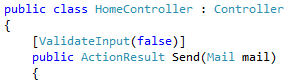 public class HomeController : Controller
{
    [ValidateInput(false)]
    public ActionResult Send(Mail mail)
    {